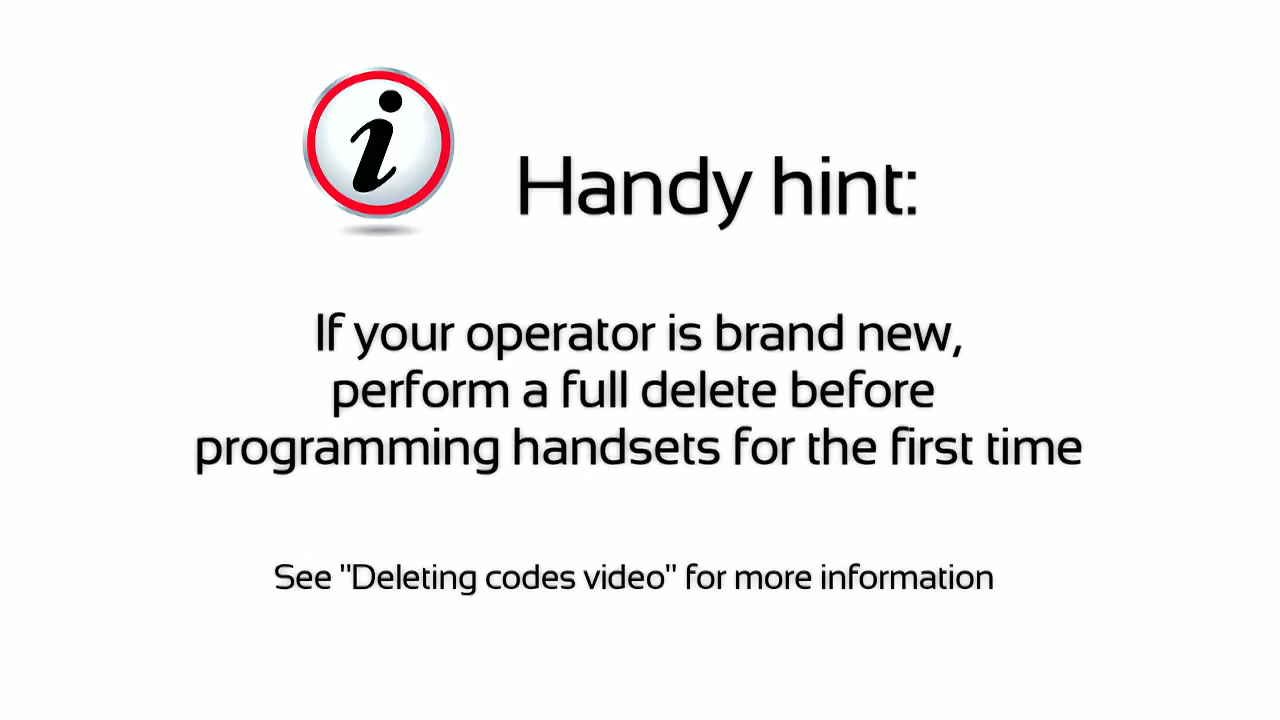 Handy hint:
If your operator is brand new,
perform a full delete before
programming handsets for the first time
See "Deleting codes video" for more information